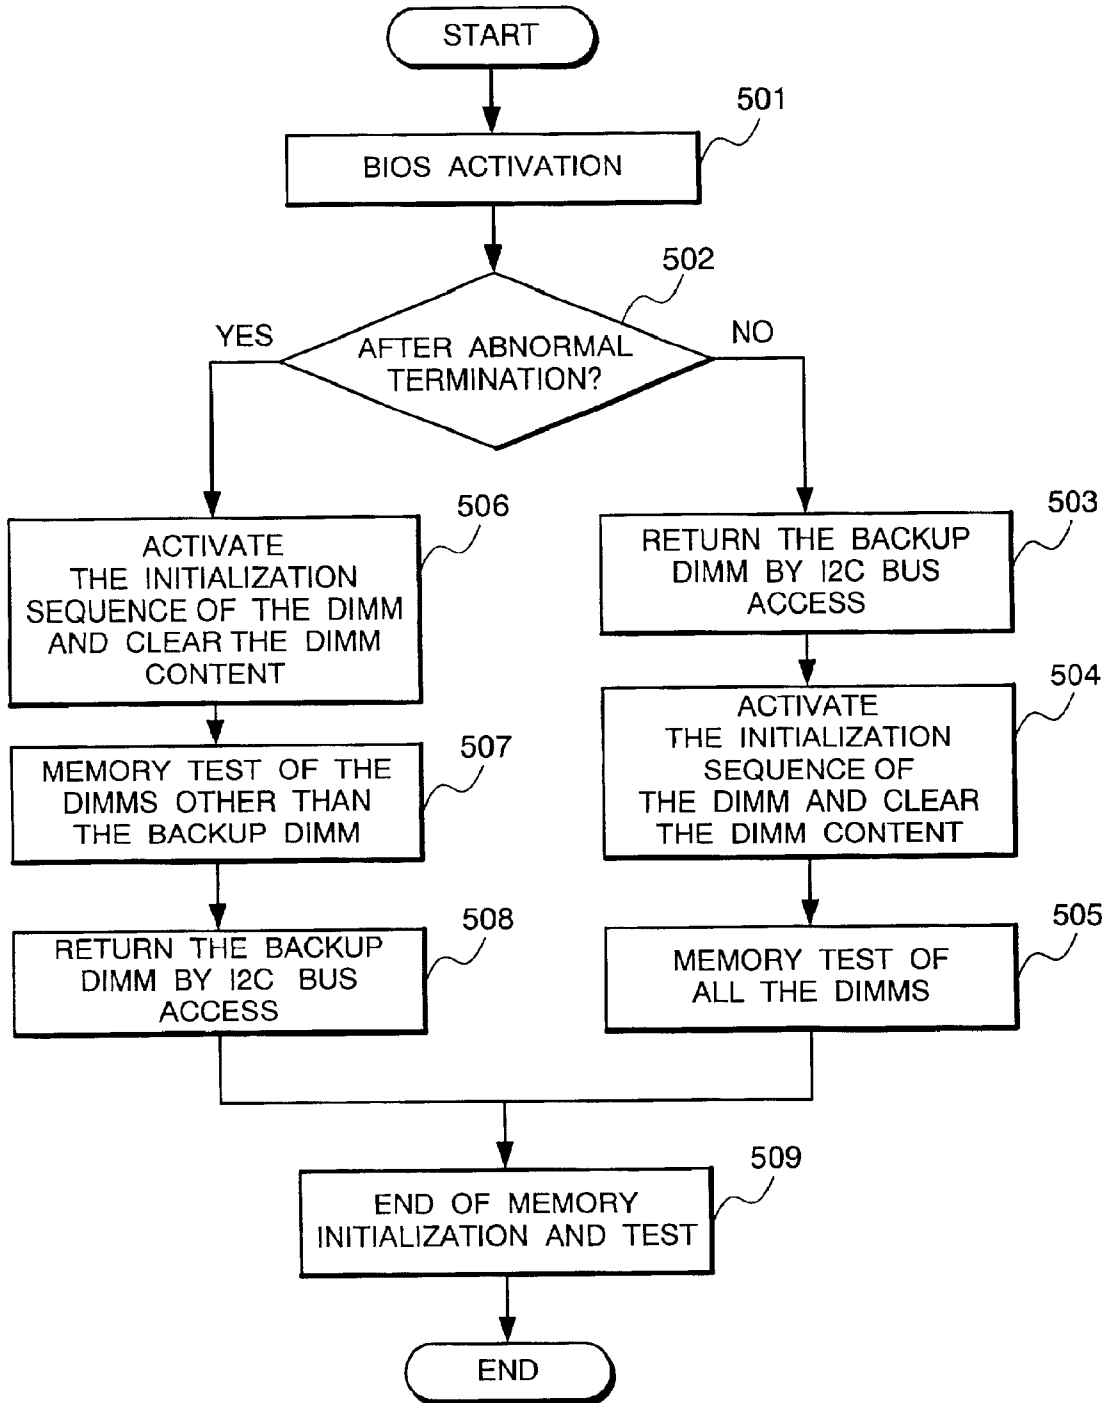 START
501
BIOS ACTIVATION
502
YES
NO
AFTER ABNORMAL
TERMINATION?
506
ACTIVATE
THE INITIALIZATION
SEQUENCE OF THE DIMM
AND CLEAR THE DIMM
CONTENT
507
MEMORY TEST OF THE
DIMMS OTHER THAN
THE BACKUP DIMM
508
RETURN THE BACKUP
DIMM BY I2C BUS
ACCESS
503
RETURN THE BACKUP
DIMM BY I2C BUS
ACCESS
504
ACTIVATE
THE INITIALIZATION
SEQUENCE OF
THE DIMM AND CLEAR
THE DIMM CONTENT
505
MEMORY TEST OF
ALL THE DIMMS
509
END OF MEMORY
INITIALIZATION AND TEST
END